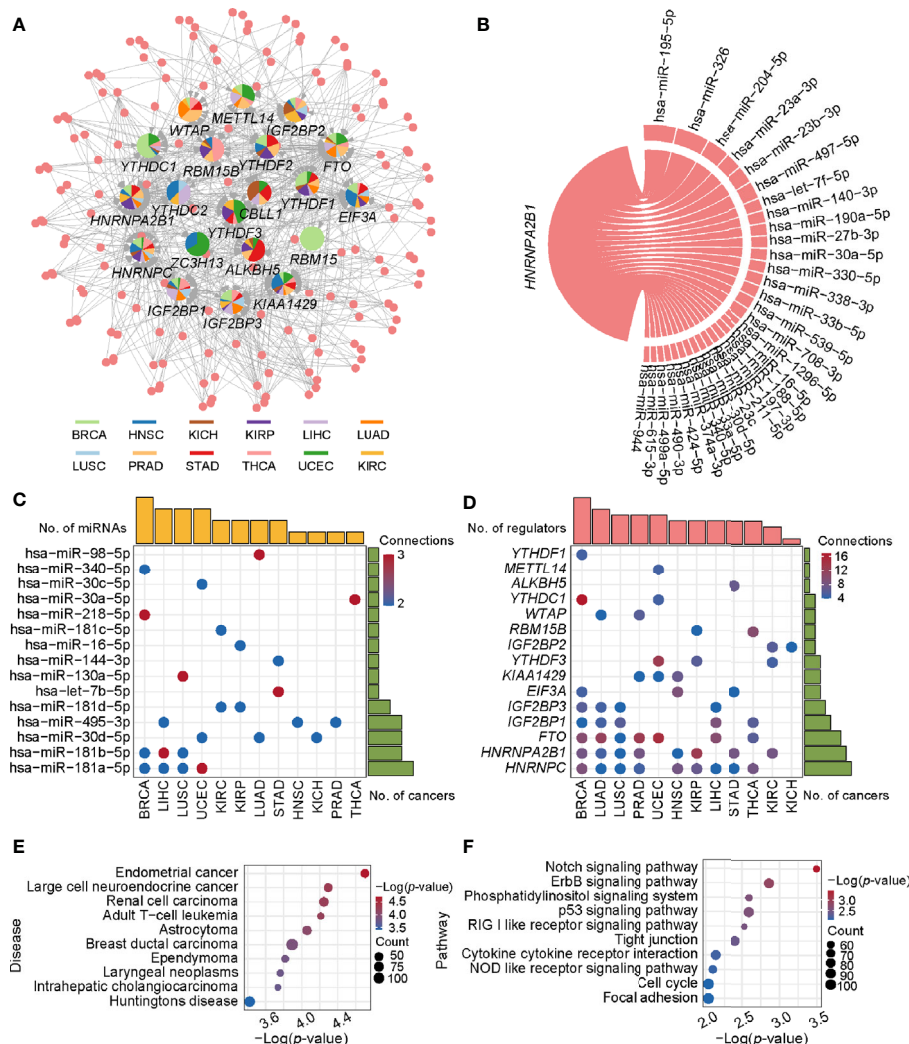 A
METTL14
WTAP
IGF2BP2
YTHDC1
RBM15B
YTHDF2
FTO
HNRNPA2B1
YTHDC2
CBLL1
YTHDF1
EIF3A
YTHDF3
HNRNPC
ZC3H13
ALKBH5
RBM15
IGF2BP1
IGF2BP3
KIAA1429
BRCA HNSC KICH KIRP LIHC LUAD
LUSC PRAD STAD THCA UCEC KIRC
B
HNRNPA2B1
hsa-miR-195-5p
hsa-miR-326
hsa-miR-204-5p
hsa-miR-23a-3p
hsa-miR-23b-3p
hsa-miR-497-5p
hsa-let-7f-5p
hsa-miR-140-3p
hsa-miR-190a-5p
hsa-miR-27b-3p
hsa-miR-30a-5p
hsa-miR-330-5p
hsa-miR-338-3p
hsa-miR-33b-5p
hsa-miR-539-5p
hsa-miR-708-3p
hsa-miR-1296-5p
hsa-miR-424-5p
hsa-miR-490-3p
hsa-miR-499a-5p
hsa-miR-615-3p
hsa-miR-944
C
No. of miRNAs
Connections
3
2
hsa-miR-98-5p
hsa-miR-340-5p
hsa-miR-30c-5p
hsa-miR-30a-5p
hsa-miR-218-5p
hsa-miR-181c-5p
hsa-miR-16-5p
hsa-miR-144-3p
hsa-miR-130a-5p
hsa-let-7b-5p
hsa-miR-181d-5p
hsa-miR-495-3p
hsa-miR-30d-5p
hsa-miR-181b-5p
hsa-miR-181a-5p
BRCA LIHC LUSC UCEC KIRC KIRP LUAD STAD HNSC KICH PRAD THCA
No. of cancers
D
No. of regulators
Connections
16
12
8
4
YTHDF1
METTL14
ALKBH5
YTHDC1
WTAP
RBM15B
IGF2BP2
YTHDF3
KIAA1429
EIF3A
IGF2BP3
IGF2BP1
FTO
HNRNPA2B1
HNRNPC
BRCA LUAD LUSC PRAD UCEC HNSC KIRP LIHC STAD THCA KIRC KICH
No. of cancers
E
Disease
Endometrial cancer
Large cell neuroendocrine cancer
Renal cell carcinoma
Adult T-cell leukemia
Astrocytoma
Breast ductal carcinoma
Ependymoma
Laryngeal neoplasms
Intrahepatic cholangiocarcinoma
Huntingtons disease
3.6 4.0 4.4
-Log(p-value)
-Log(p-value)
4.5
4.0
3.5
Count
50
75
100
F
Pathway
Notch signaling pathway
ErbB signaling pathway
Phosphatidylinositol signaling system
p53 signaling pathway
RIG I like receptor signaling pathway
Tight junction
Cytokine cytokine receptor interaction
NOD like receptor signaling pathway
Cell cycle
Focal adhesion
2.0 2.5 3.0 3.5
-Log(p-value)
-Log(p-value)
3.0
2.5
Count
60
70
80
90
100